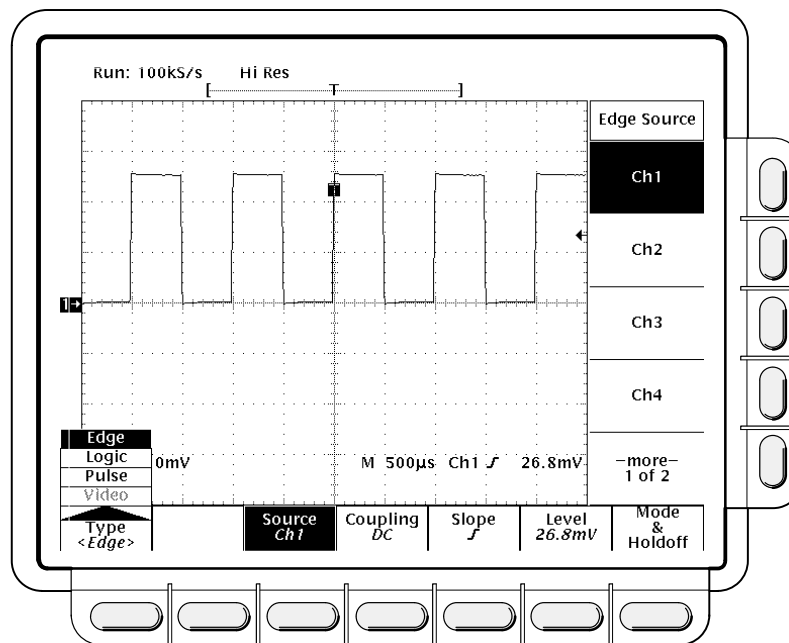 Run: 100kS/s Hi Res
[ T ]
Edge Source
Ch1
Ch2
Ch3
Ch4
–more–
1 of 2
T
1
Edge
Logic
Pulse
Video
0mV M 500µs Ch1 26.8mV
Type
<Edge>
Source
Ch1
Coupling
DC
Slope
Level
26.8mV
Mode
&
Holdoff